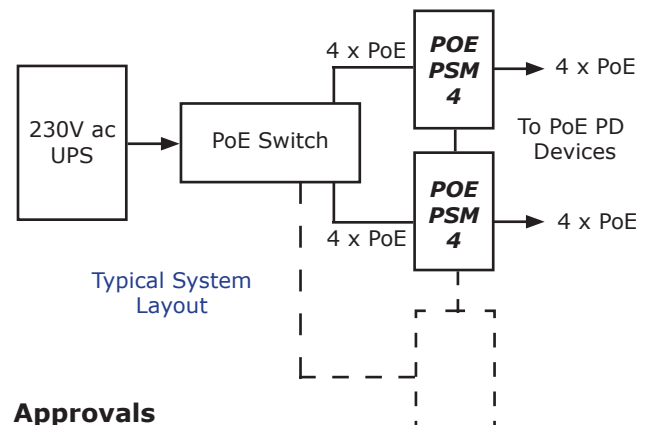 230V ac
UPS
PoE Switch
4 x PoE
POE
PSM
4
4 x PoE
To PoE PD
Devices
4 x PoE
POE
PSM
4
4 x PoE
Typical System
Layout
Approvals